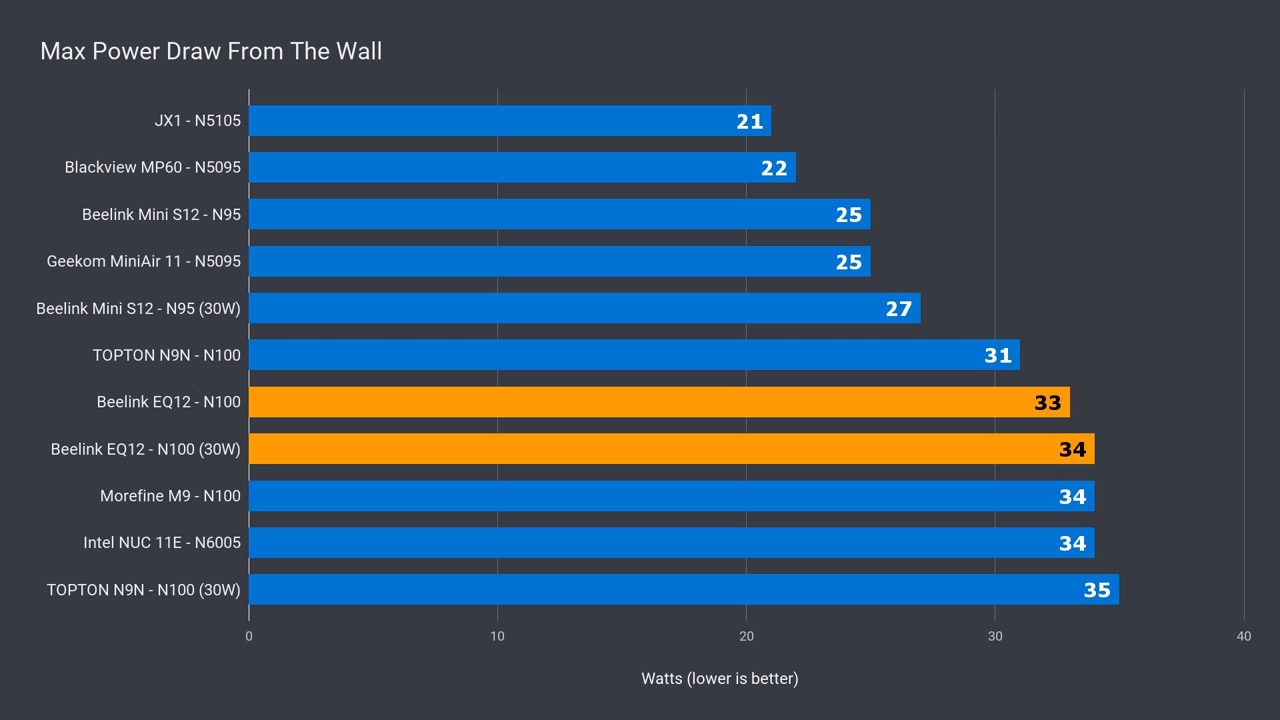 Max Power Draw From The Wall
JX1 - N5105 21
Blackview MP60 - N5095 22
Beelink Mini S12 - N95 25
Geekom MiniAir 11 - N5095 25
Beelink Mini S12 - N95 (30W) 27
TOPTON N9N - N100 31
Beelink EQ12 - N100 33
Beelink EQ12 - N100 (30W) 34
Morefine M9 - N100 34
Intel NUC 11E - N6005 34
TOPTON N9N - N100 (30W) 35
0 10 20 30 40
Watts (lower is better)